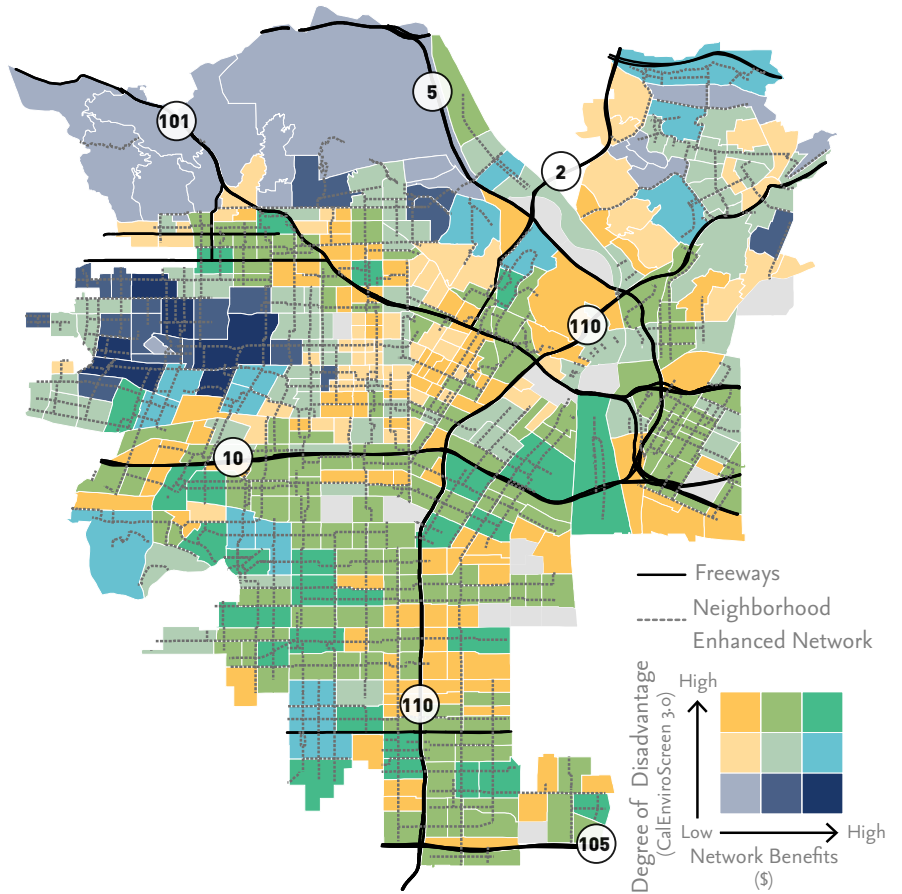 5
101
2
110
10
Freeways
Neighborhood
Enhanced Network
110
High
Degree of Disadvantage
(CalEnviroScreen 3.0)
Low
High
Network Benefits
($)
105